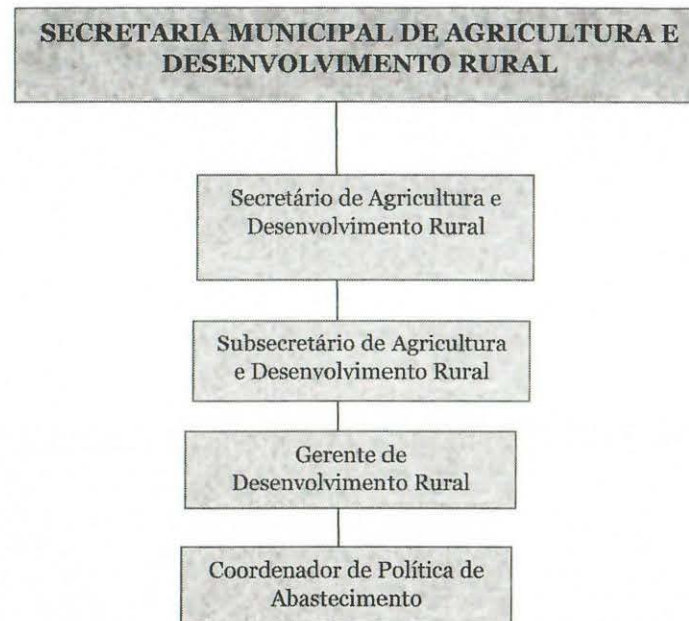 SECRETARIA MUNICIPAL DE AGRICULTURA E
DESENVOLVIMENTO RURAL
Secretário de Agricultura e
Desenvolvimento Rural
Subsecretário de Agricultura
e Desenvolvimento Rural
Gerente de
Desenvolvimento Rural
Coordenador de Política de
Abastecimento